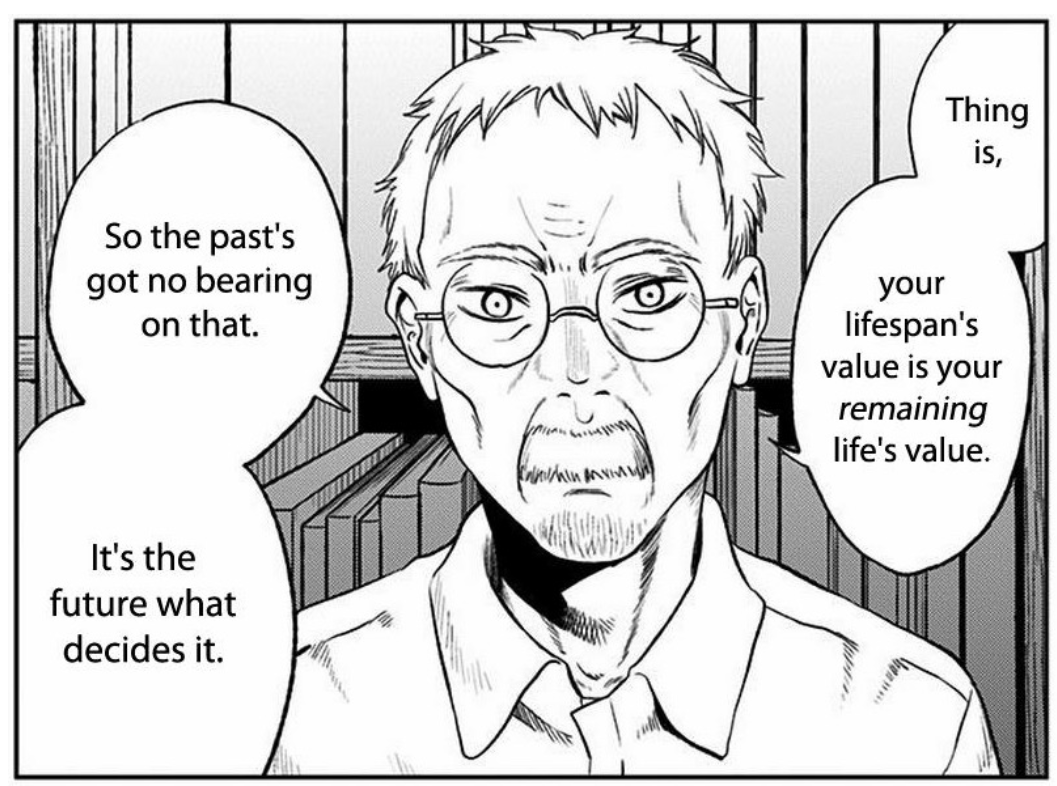 Thing
is,
your
lifespan's
value is your
remaining
life's value.
So the past's
got no bearing
on that.
It's the
future what
decides it.